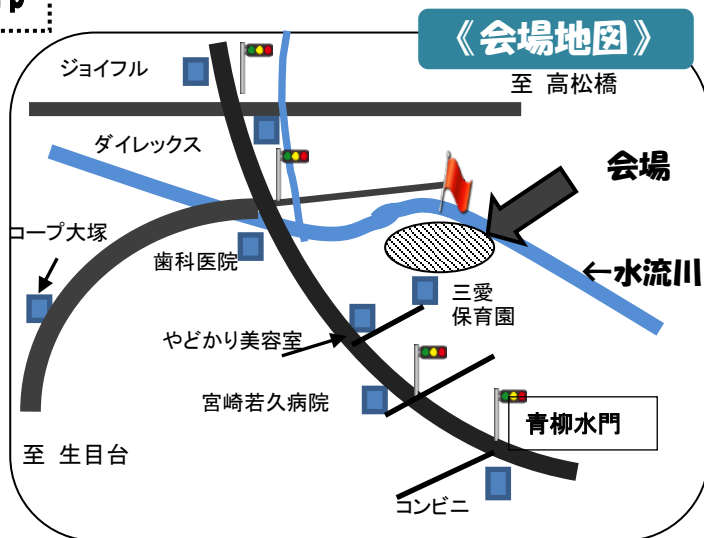 《会場地図》
ジョイフル
至 高松橋
ダイレックス
会場
コープ大塚
歯科医院
←水流川
三愛
保育園
やどかり美容室
宮崎若久病院
青柳水門
至 生目台
コンビニ